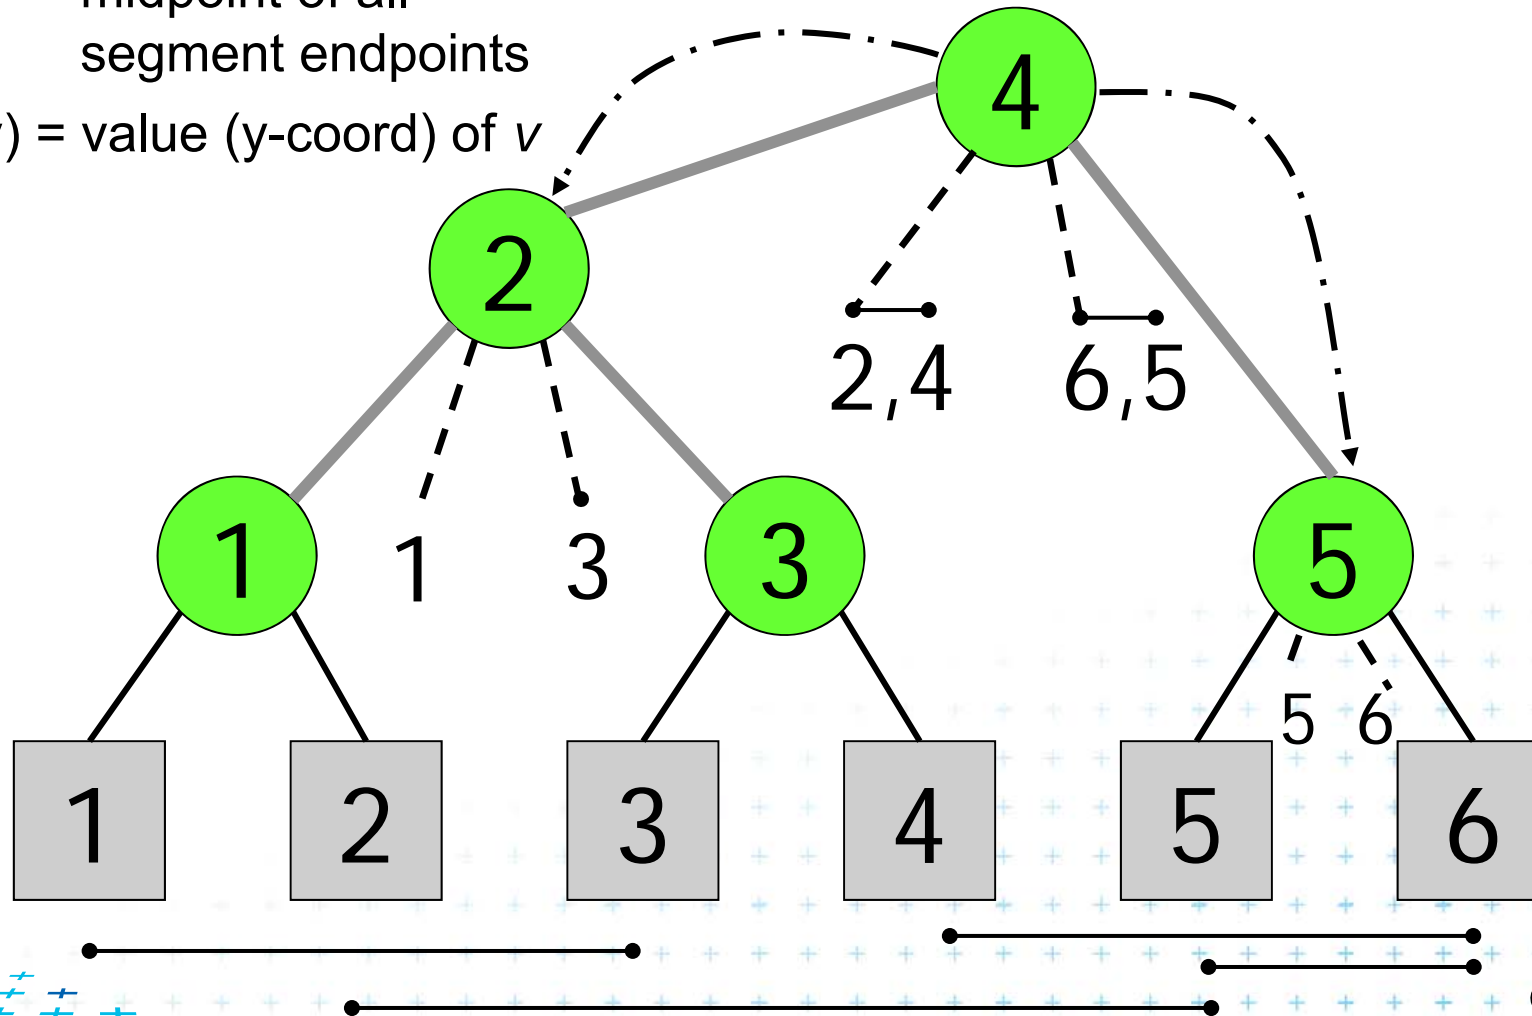 segment endpoints
) = value (y-coord) of v
4
2
2,4 6,5
1 1 3 3 5
5 6
1 2 3 4 5 6